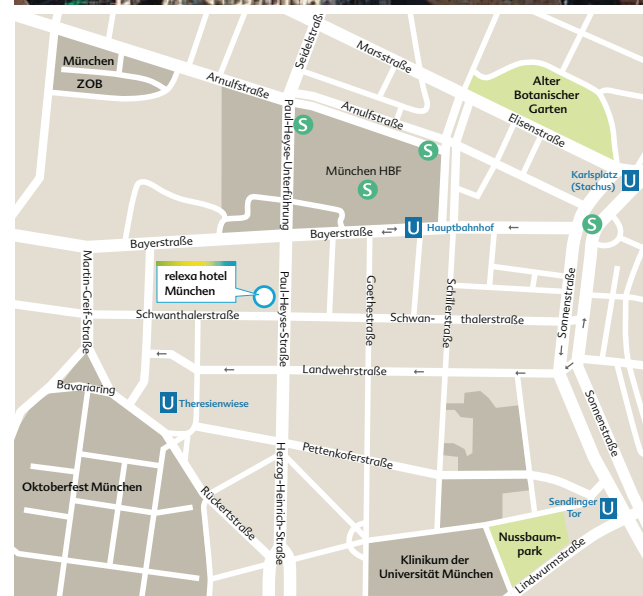 Seidelstraß
Marsstraße
München
ZOB
Arnulfstraße
Alter
Botanischer
Garten
Paul-Heyse-Unterführung
Arnulfstraße
Elisenstraße
S
S
München HBF
S
Karlsplatz
(Stachus)
U
S
U
Hauptbahnhof
Bayerstraße
Bayerstraße
Martin-Greif-Straße
relexa hotel
München
Paul-Heyse-Straße
Goethestraße
Schillerstraße
Sonnenstraße
Schwanthalerstraße
Schwan-
thalerstraße
Landwehrstraße
Bavariaring
U
Theresienwiese
Sonnenstraße
Herzog-Heinrich-Straße
Pettenkoferstraße
Oktoberfest München
Rückertstraße
Sendlinger
Tor
U
Nussbaum-
park
Klinikum der
Universität München
Lindwurmstraße